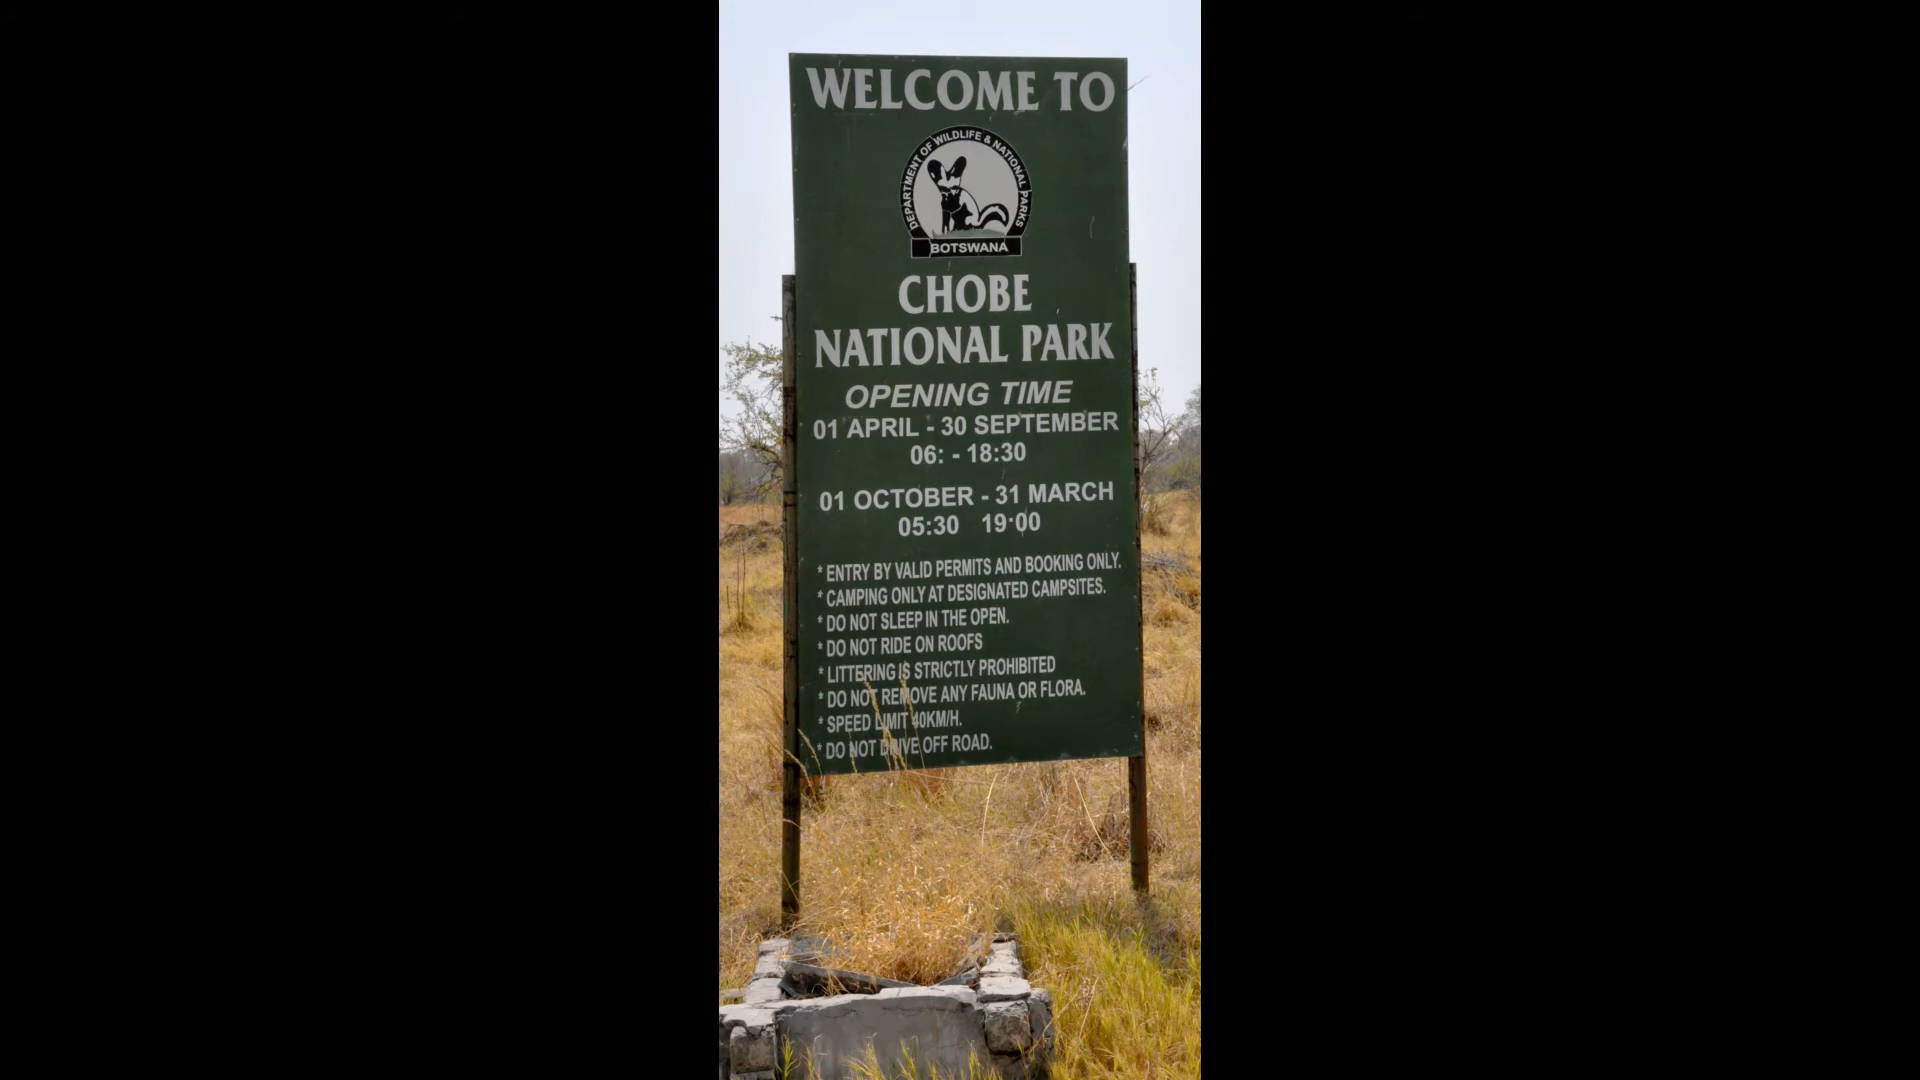 WELCOME TO
DEPARTMENT OF WILDLIFE & NATIONAL PARKS
BOTSWANA
CHOBE
NATIONAL PARK
OPENING TIME
01 APRIL - 30 SEPTEMBER
06: - 18:30
01 OCTOBER - 31 MARCH
05:30 19:00
* ENTRY BY VALID PERMITS AND BOOKING ONLY.
* CAMPING ONLY AT DESIGNATED CAMPSITES.
* DO NOT SLEEP IN THE OPEN.
* DO NOT RIDE ON ROOFS
* LITTERING IS STRICTLY PROHIBITED
* DO NOT REMOVE ANY FAUNA OR FLORA.
* SPEED LIMIT 40KM/H.
* DO NOT DRIVE OFF ROAD.